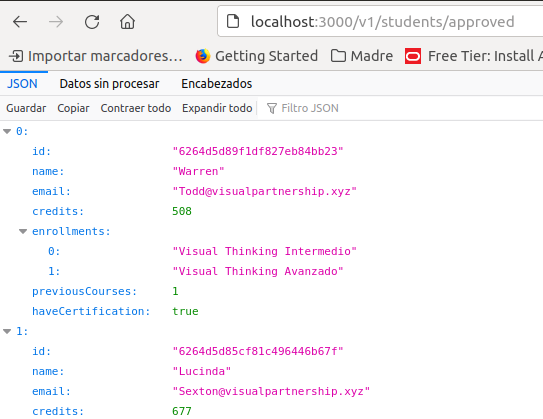 localhost:3000/v1/students/approved
Importar marcadores... Getting Started Madre Free Tier: Install A
JSON Datos sin procesar Encabezados
Guardar Copiar Contraer todo Expandir todo Filtro JSON
0:
id: "6264d5d89f1df827eb84bb23"
name: "Warren"
email: "Todd@visualpartnership.xyz"
credits: 508
enrollments:
0: "Visual Thinking Intermedio"
1: "Visual Thinking Avanzado"
previousCourses: 1
haveCertification: true
1:
id: "6264d5d85cf81c496446b67f"
name: "Lucinda"
email: "Sexton@visualpartnership.xyz"
credits: 677